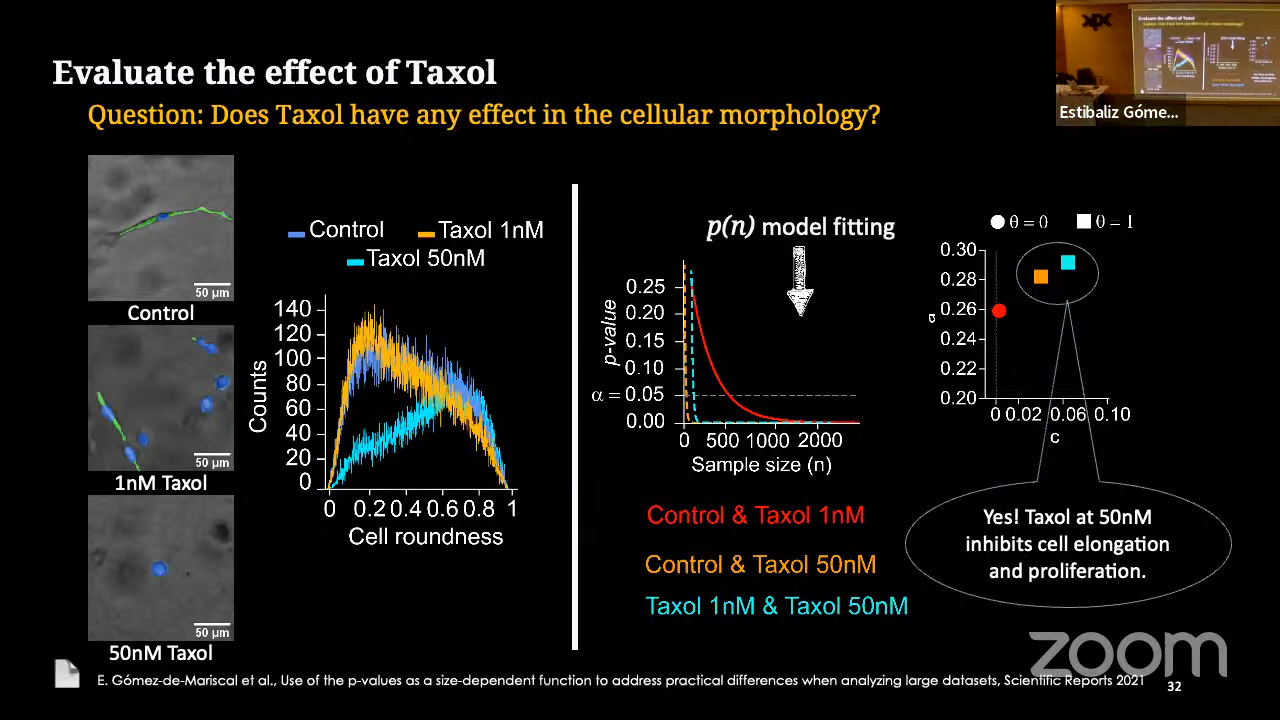 Evaluate the effect of Taxol
Question: Does Taxol have any effect in the cellular morphology?
Estibaliz Góme...
50 µm
Control
50 µm
1nM Taxol
50 µm
50nM Taxol
Control Taxol 1nM
Taxol 50nM
140
120
100
80
60
40
20
0
Counts
0 0.2 0.4 0.6 0.8 1
Cell roundness
p(n) model fitting
0.25
0.20
0.15
0.10
α = 0.05
0.00
p-value
0 500 1000 2000
Sample size (n)
Control & Taxol 1nM
Control & Taxol 50nM
Taxol 1nM & Taxol 50nM
θ = 0 θ = 1
0.30
0.28
0.26
0.24
0.22
0.20
a
0 0.02 0.06 0.10
c
Yes! Taxol at 50nM
inhibits cell elongation
and proliferation.
zoom
E. Gómez-de-Mariscal et al., Use of the p-values as a size-dependent function to address practical differences when analyzing large datasets, Scientific Reports 2021
32